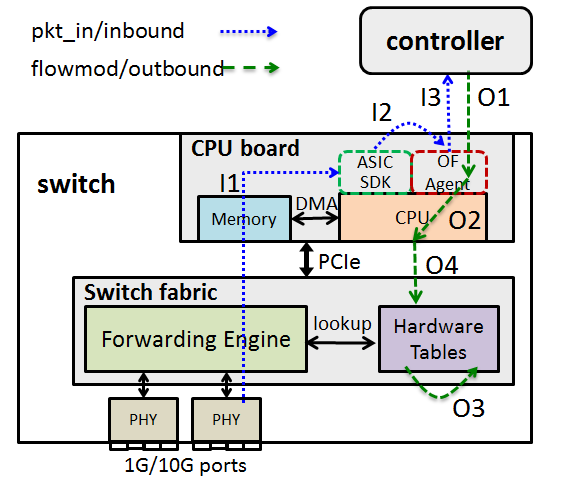 pkt_in/inbound
flowmod/outbound
controller
I3
O1
I2
CPU board
ASIC
SDK
OF
Agent
switch
I1
Memory
DMA
CPU
O2
PCIe
O4
Switch fabric
Forwarding Engine
lookup
Hardware
Tables
O3
PHY
PHY
1G/10G ports